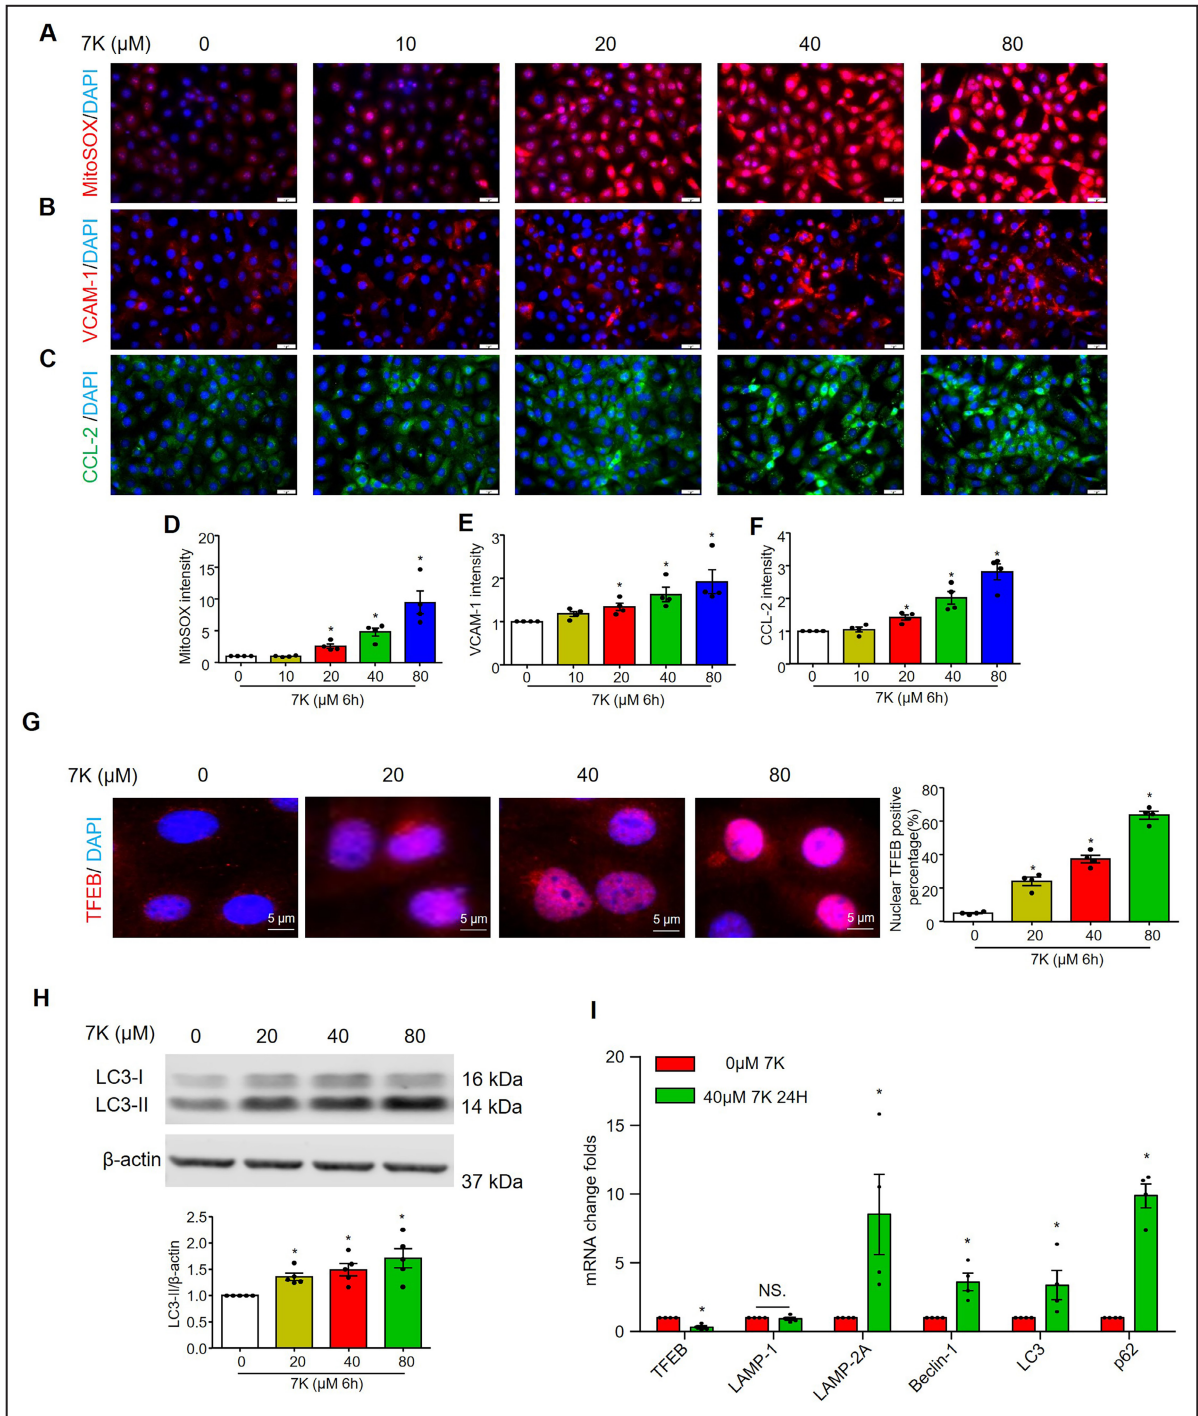 A
7K (µM) 0 10 20 40 80
MitoSOX/DAPI
B
VCAM-1/DAPI
C
CCL-2 /DAPI
D
MitoSOX intensity
20
15
10
5
0
*
*
*
0 10 20 40 80
7K (µM 6h)
E
VCAM-1 intensity
3
2
1
0
*
*
*
0 10 20 40 80
7K (µM 6h)
F
CCL-2 intensity
4
3
2
1
0
*
*
*
0 10 20 40 80
7K (µM 6h)
G
7K (µM) 0 20 40 80
TFEB/ DAPI
5 µm 5 µm 5 µm 5 µm
Nuclear TFEB positive
percentage(%)
80
60
40
20
0
*
*
*
0 20 40 80
7K (µM 6h)
H
7K (µM) 0 20 40 80
LC3-I 16 kDa
LC3-II 14 kDa
β-actin
37 kDa
LC3-II/β-actin
2.5
2.0
1.5
1.0
0.5
0.0
*
*
*
0 20 40 80
7K (µM 6h)
I
0µM 7K
40µM 7K 24H
mRNA change folds
20
15
10
5
0
*
NS.
*
*
*
*
TFEB
LAMP-1
LAMP-2A
Beclin-1
LC3
p62